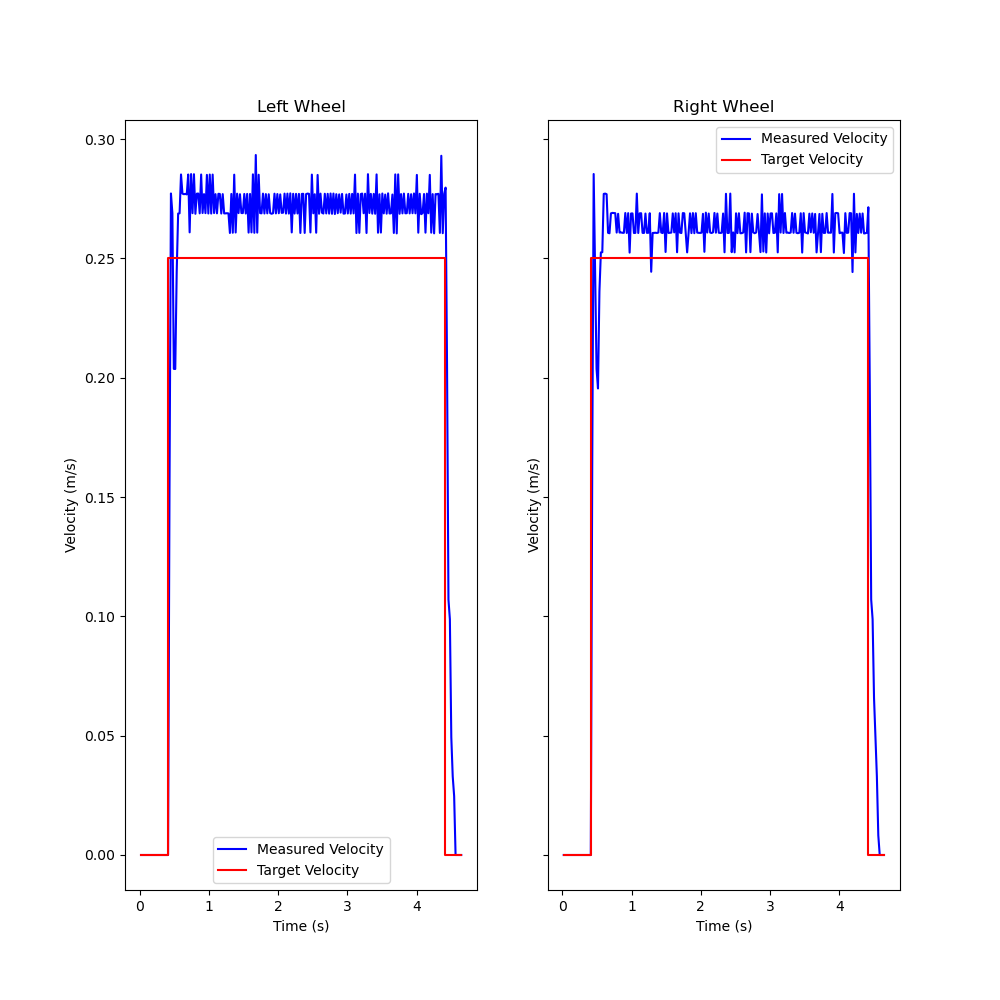 Left Wheel
0.30
0.25
0.20
0.15
0.10
0.05
0.00
Velocity (m/s)
Measured Velocity
Target Velocity
0
1
2
3
4
Time (s)
Right Wheel
Measured Velocity
Target Velocity
Velocity (m/s)
0
1
2
3
4
Time (s)